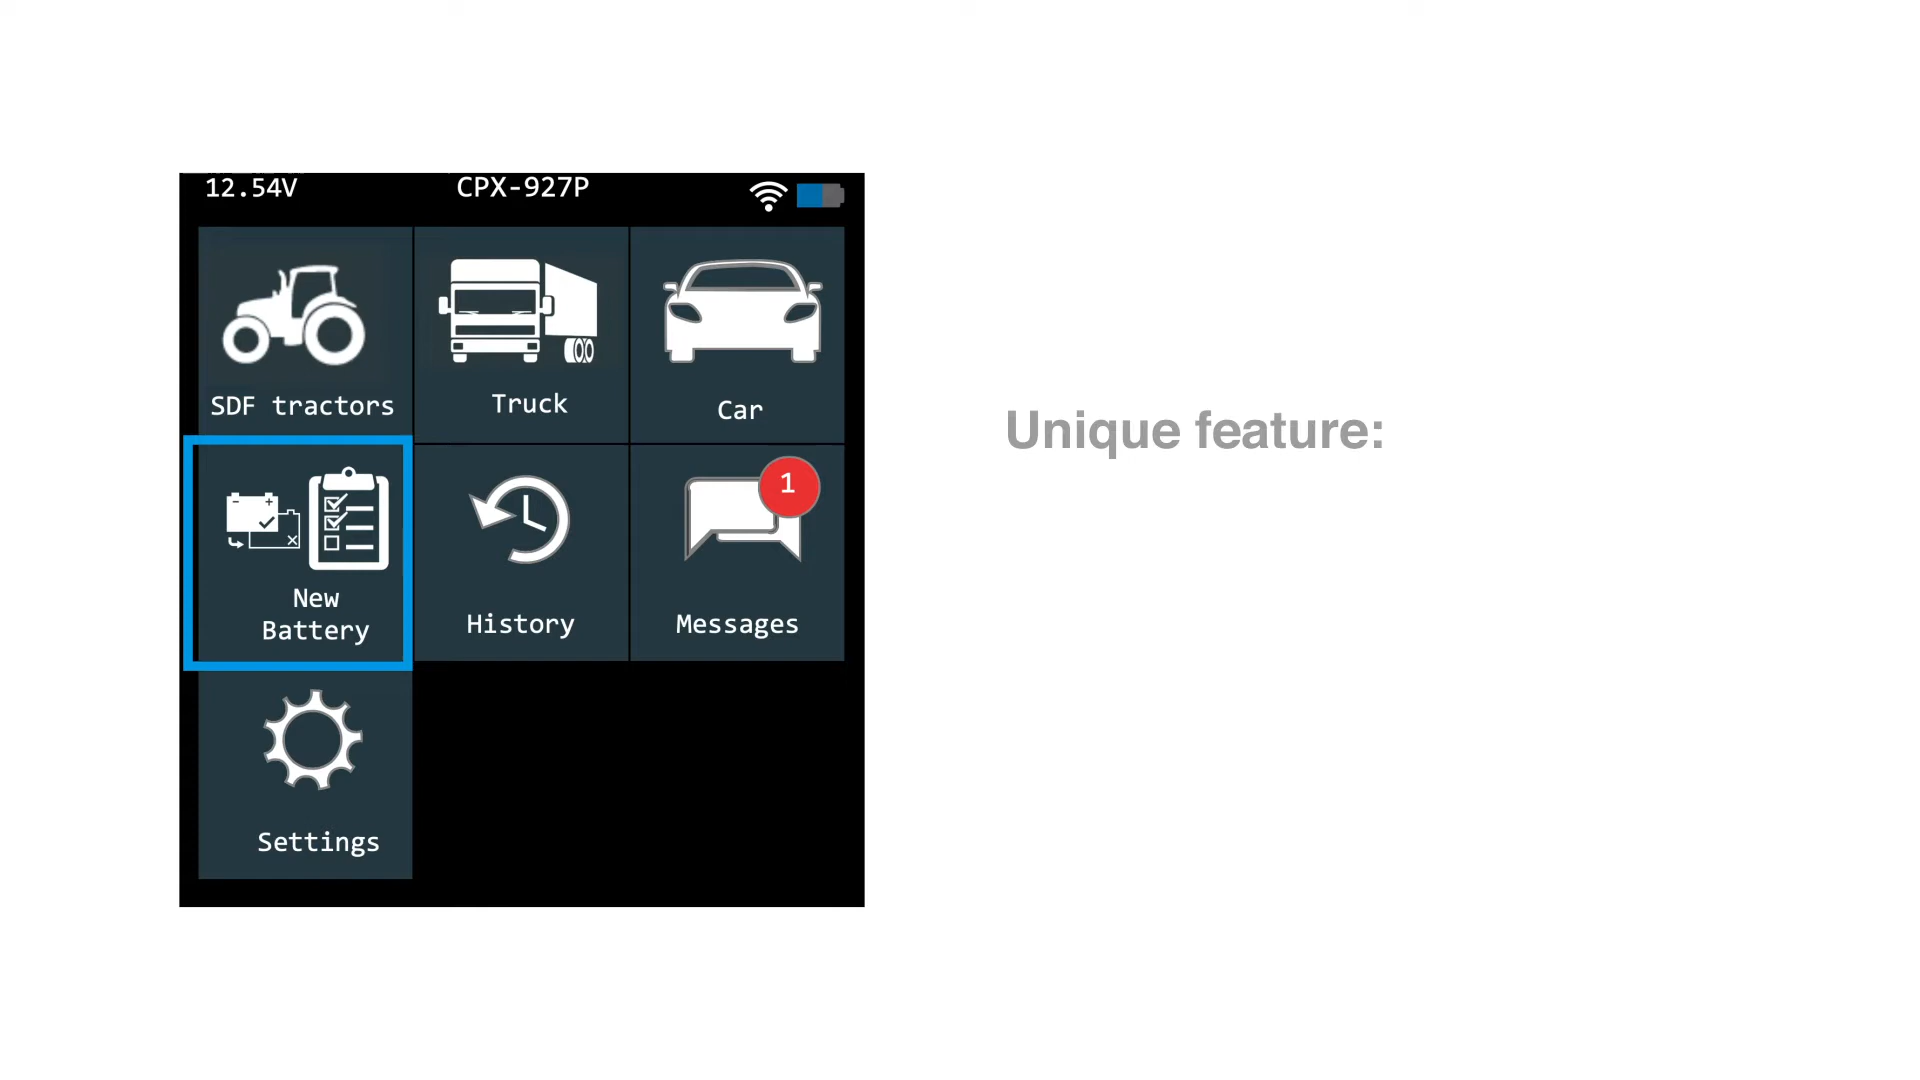 12.54V CPX-927P
SDF tractors
Truck
Car
Unique feature:
New
Battery
History
1
Messages
Settings